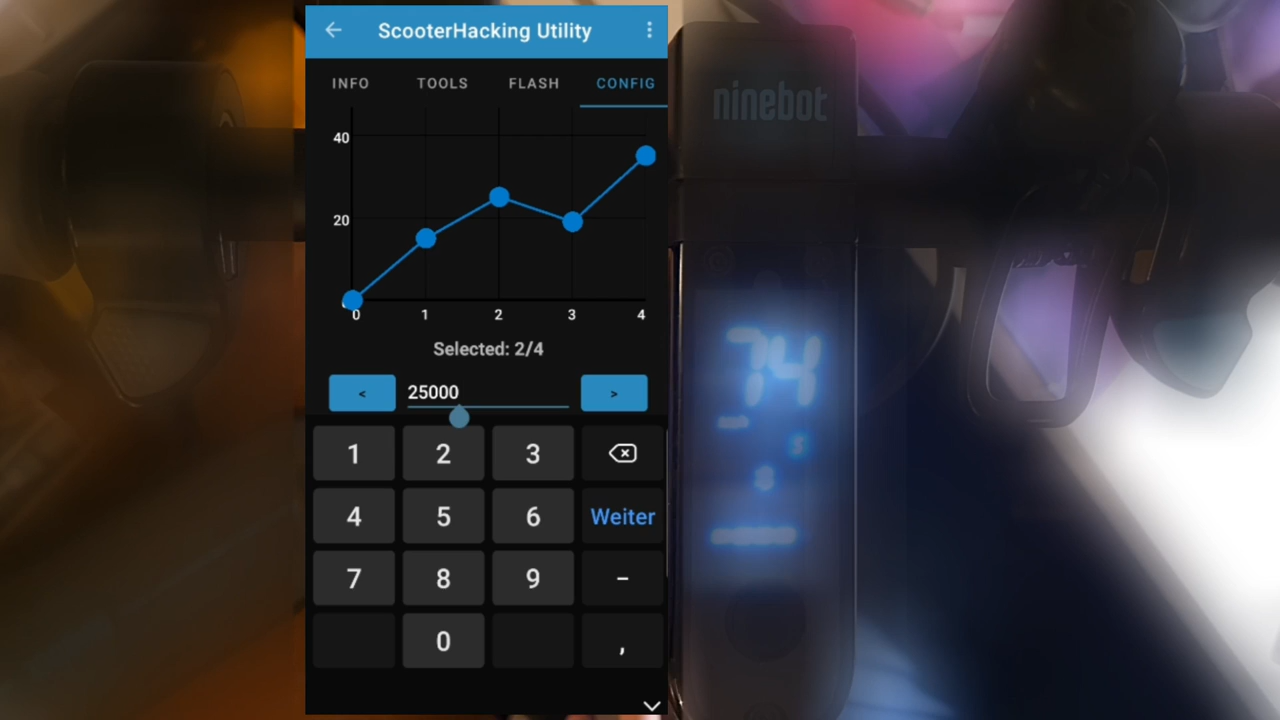 ScooterHacking Utility
INFO TOOLS FLASH CONFIG
40
20
0 1 2 3 4
Selected: 2/4
< 25000 >
1 2 3
4 5 6 Weiter
7 8 9 -
0 ,
ninebot
74
S